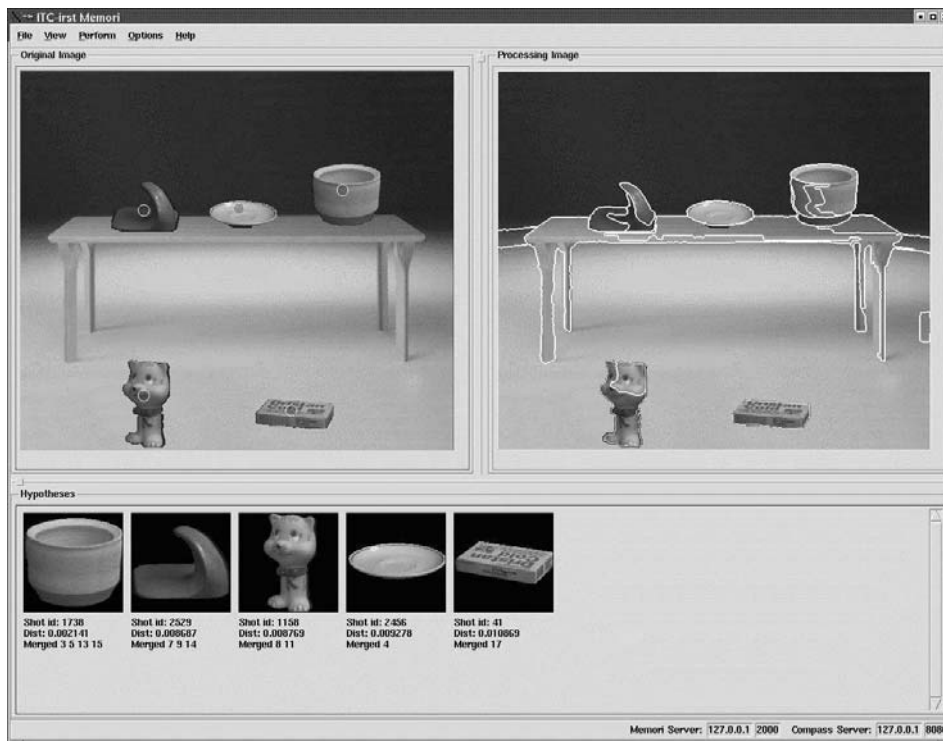 ITC-irst Memori
File View Perform Options Help
Original Image
Processing Image
Hypotheses
Shot id: 1738
Dist: 0.002141
Merged 3 5 13 15
Shot id: 2529
Dist: 0.008687
Merged 7 9 14
Shot id: 1158
Dist: 0.008769
Merged 8 11
Shot id: 2456
Dist: 0.009278
Merged 4
Shot id: 41
Dist: 0.010869
Merged 17
Memori Server: 127.0.0.1 2000 Compass Server: 127.0.0.1